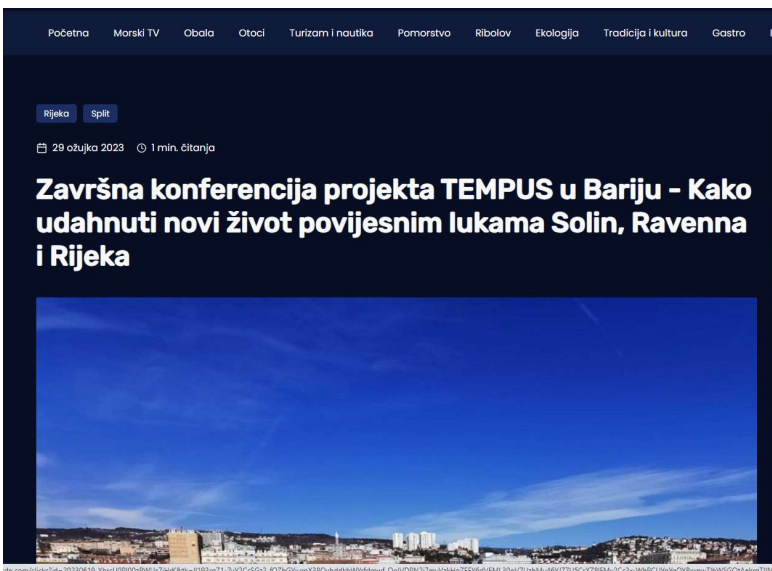 Početna Morski TV Obala Otoci Turizam i nautika Pomorstvo Ribolov Ekologija Tradicija i kultura Gastro
Rijeka Split
29 ožujka 2023 1 min. čitanja
Završna konferencija projekta TEMPUS u Bariju - Kako
udahnuti novi život povijesnim lukama Solin, Ravenna
i Rijeka